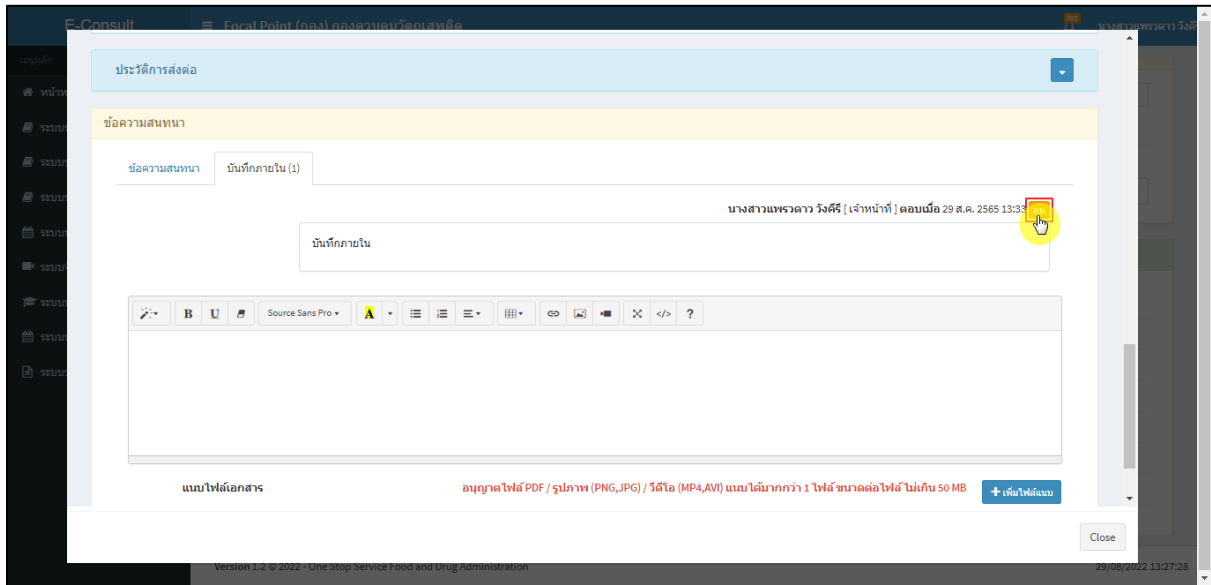 E-Consult
Focal Point (กอง) กองควบคุมวัตถุเสพติด
นางสาวแพรวดาว วังคีรี
เมนูหลัก
ประวัติการส่งต่อ
ข้อความสนทนา
ข้อความสนทนา
บันทึกภายใน (1)
นางสาวแพรวดาว วังคีรี [ เจ้าหน้าที่ ] ตอบเมื่อ 29 ส.ค. 2565 13:33
ลบ
บันทึกภายใน
B U Source Sans Pro A </> ?
แนบไฟล์เอกสาร
อนุญาตไฟล์ PDF / รูปภาพ (PNG,JPG) / วีดีโอ (MP4,AVI) แนบได้มากกว่า 1 ไฟล์ ขนาดต่อไฟล์ ไม่เกิน 50 MB
เพิ่มไฟล์แนบ
Close
Version 1.2 © 2022 - One Stop Service Food and Drug Administration
29/08/2022 13:27:28